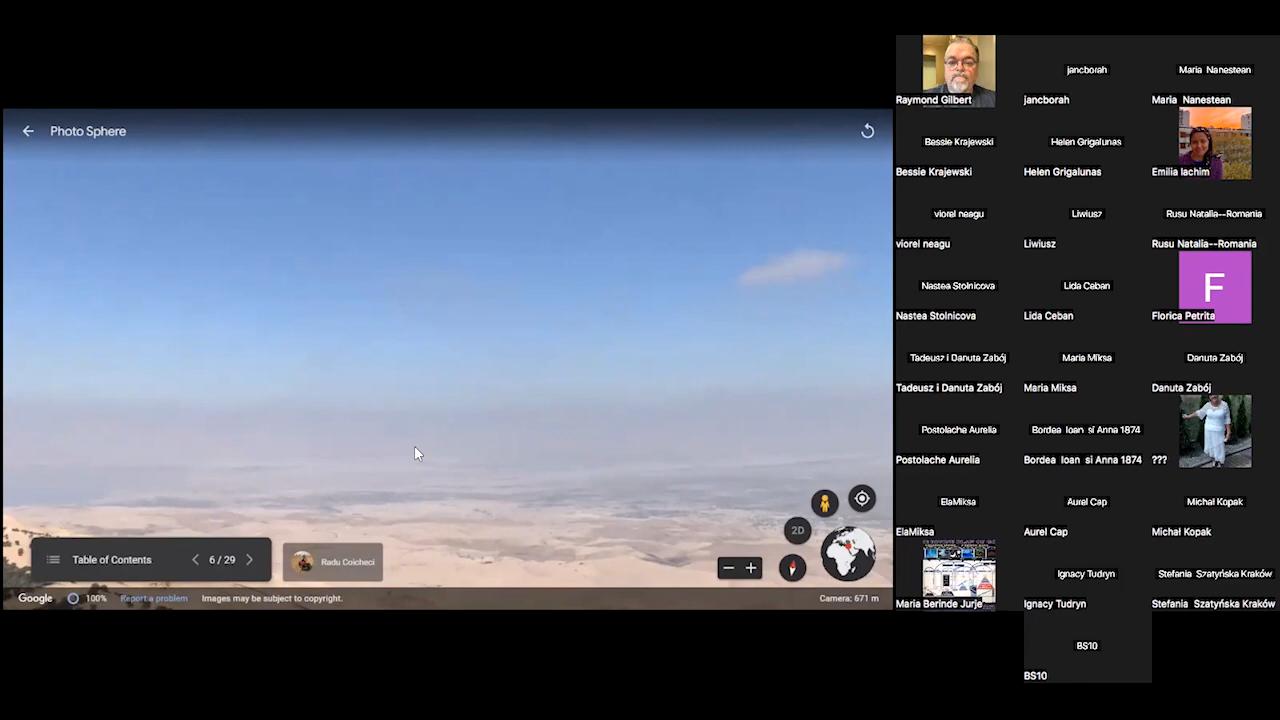 Photo Sphere
Table of Contents
6 / 29
Radu Coicheci
2D
Google
100%
Report a problem
Images may be subject to copyright.
Camera: 671 m
Raymond Gilbert
jancborah
jancborah
Maria Nanestean
Maria Nanestean
Bessie Krajewski
Bessie Krajewski
Helen Grigalunas
Helen Grigalunas
Emilia Iachim
viorel neagu
viorel neagu
Liwiusz
Liwiusz
Rusu Natalia--Romania
Rusu Natalia--Romania
Nastea Stolnicova
Nastea Stolnicova
Lida Ceban
Lida Ceban
F
Florica Petrita
Tadeusz i Danuta Zabój
Tadeusz i Danuta Zabój
Maria Miksa
Maria Miksa
Danuta Zabój
Danuta Zabój
Postolache Aurelia
Postolache Aurelia
Bordea Ioan si Anna 1874
Bordea Ioan si Anna 1874
???
ElaMiksa
ElaMiksa
Aurel Cap
Aurel Cap
Michał Kopak
Michał Kopak
Maria Berinde Jurje
Ignacy Tudryn
Ignacy Tudryn
Stefania Szatyńska Kraków
Stefania Szatyńska Kraków
BS10
BS10